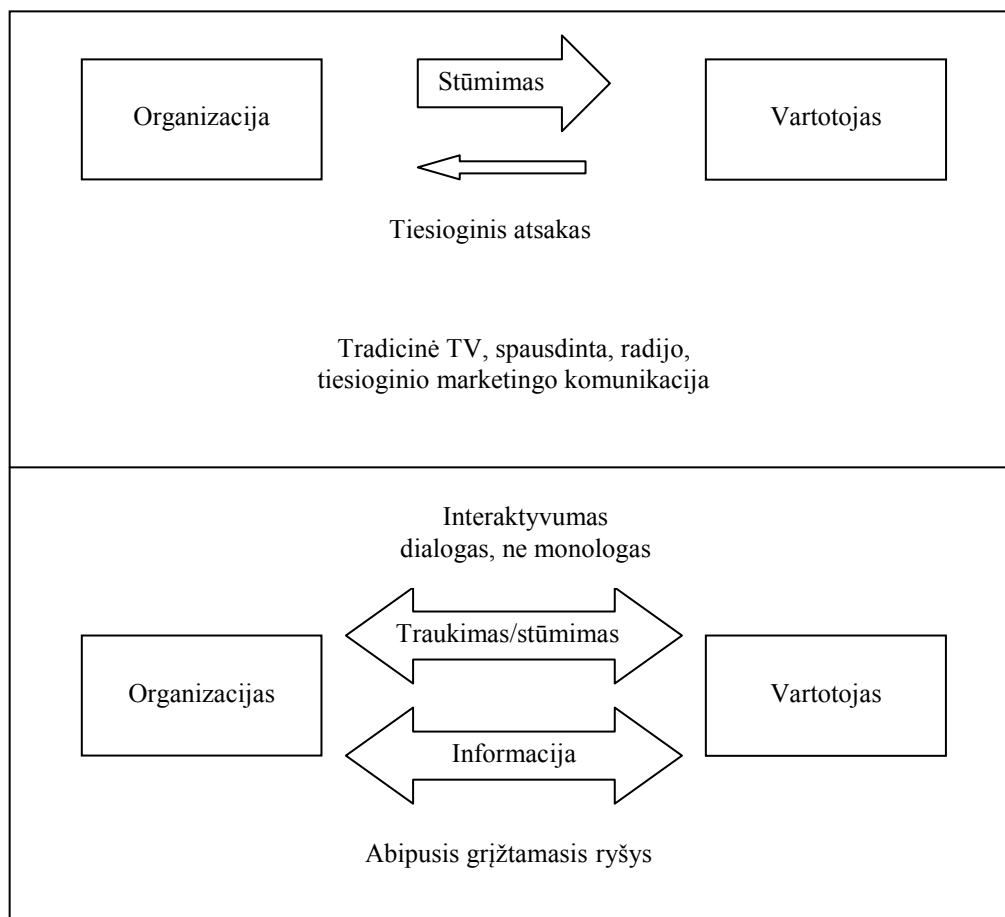 Stūmimas
Organizacija
Vartotojas
Tiesioginis atsakas
Tradicinė TV, spausdinta, radijo,
tiesioginio marketingo komunikacija
Interaktyvumas
dialogas, ne monologas
Traukimas/stūmimas
Organizacijas
Vartotojas
Informacija
Abipusis grįžtamasis ryšys